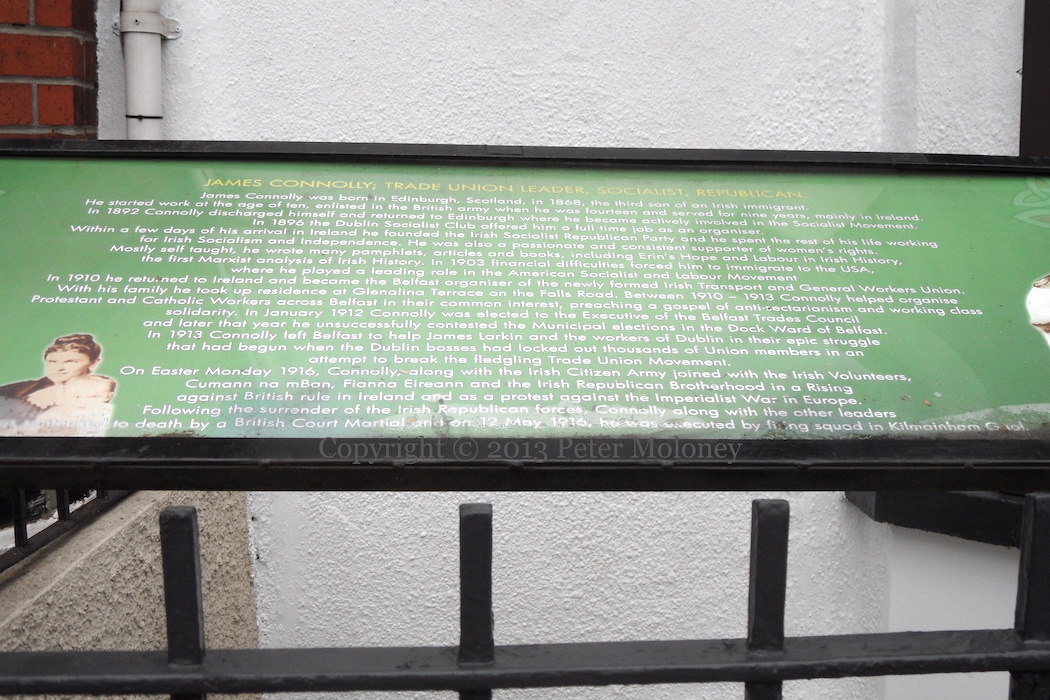 JAMES CONNOLLY; TRADE UNION LEADER, SOCIALIST, REPUBLICAN.
James Connolly was born in Edinburgh, Scotland, in 1868, the third son of an Irish immigrant.
He started work at the age of ten, enlisted in the British army when he was fourteen and served for nine years, mainly in Ireland.
In 1892 Connolly discharged himself and returned to Edinburgh where he became actively involved in the Socialist Movement.
In 1896 the Dublin Socialist Club offered him a full time job as an organiser.
Within a few days of his arrival in Ireland he founded the Irish Socialist Republican Party and he spent the rest of his life working
for Irish Socialism and Independence. He was also a passionate and consistent supporter of women's rights.
Mostly self taught, he wrote many pamphlets, articles and books, including Erin's Hope and Labour in Irish History,
the first Marxist analysis of Irish History. In 1903 financial difficulties forced him to immigrate to the USA,
where he played a leading role in the American Socialist and Labour Movement
In 1910 he returned to Ireland and became the Belfast organiser of the newly formed Irish Transport and General Workers Union.
With his family he took up residence at Glenalina Terrace on the Falls Road. Between 1910 – 1913 Connolly helped organise
Protestant and Catholic Workers across Belfast in their common interest, preaching a gospel of anti-sectarianism and working class
solidarity. In January 1912 Connolly was elected to the Executive of the Belfast Trades Council
and later that year he unsuccessfully contested the Municipal elections in the Dock Ward of Belfast.
In 1913 Connolly left Belfast to help James Larkin and the workers of Dublin in their epic struggle
that had begun when the Dublin bosses had locked out thousands of Union members in an
attempt to break the fledgling Trade Union Movement.
On Easter Monday 1916, Connolly, along with the Irish Citizen Army joined with the Irish Volunteers,
Cumann na mBan, Fianna Eireann and the Irish Republican Brotherhood in a Rising
against British rule in Ireland and as a protest against the Imperialist War in Europe.
Following the surrender of the Irish Republican forces, Connolly along with the other leaders
to death by a British Court Martial and on 12 May 1916, he was executed by firing squad in Kilmainham Gaol
Copyright © 2013 Peter Moloney